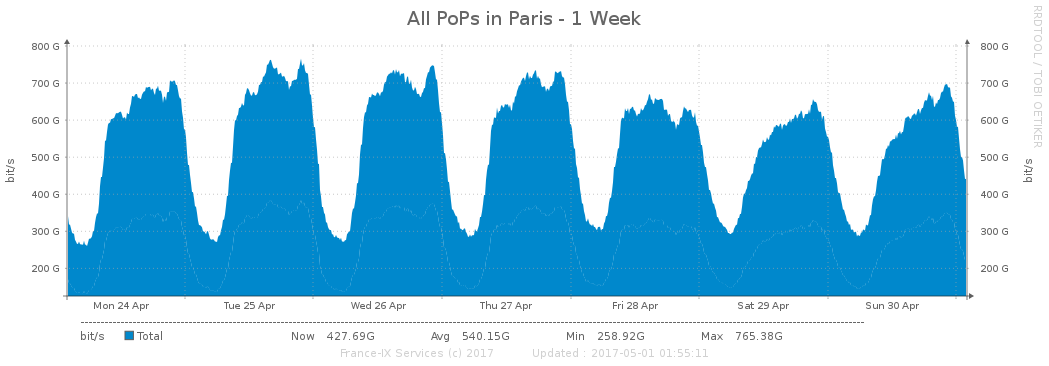 All PoPs in Paris - 1 Week
RRDTOOL / TOBI OETIKER
800 G 800 G
700 G 700 G
600 G 600 G
500 G 500 G
400 G 400 G
300 G 300 G
200 G 200 G
bit/s bit/s
Mon 24 Apr Tue 25 Apr Wed 26 Apr Thu 27 Apr Fri 28 Apr Sat 29 Apr Sun 30 Apr
bit/s Total Now 427.69G Avg 540.15G Min 258.92G Max 765.38G
France-IX Services (c) 2017 Updated : 2017-05-01 01:55:11